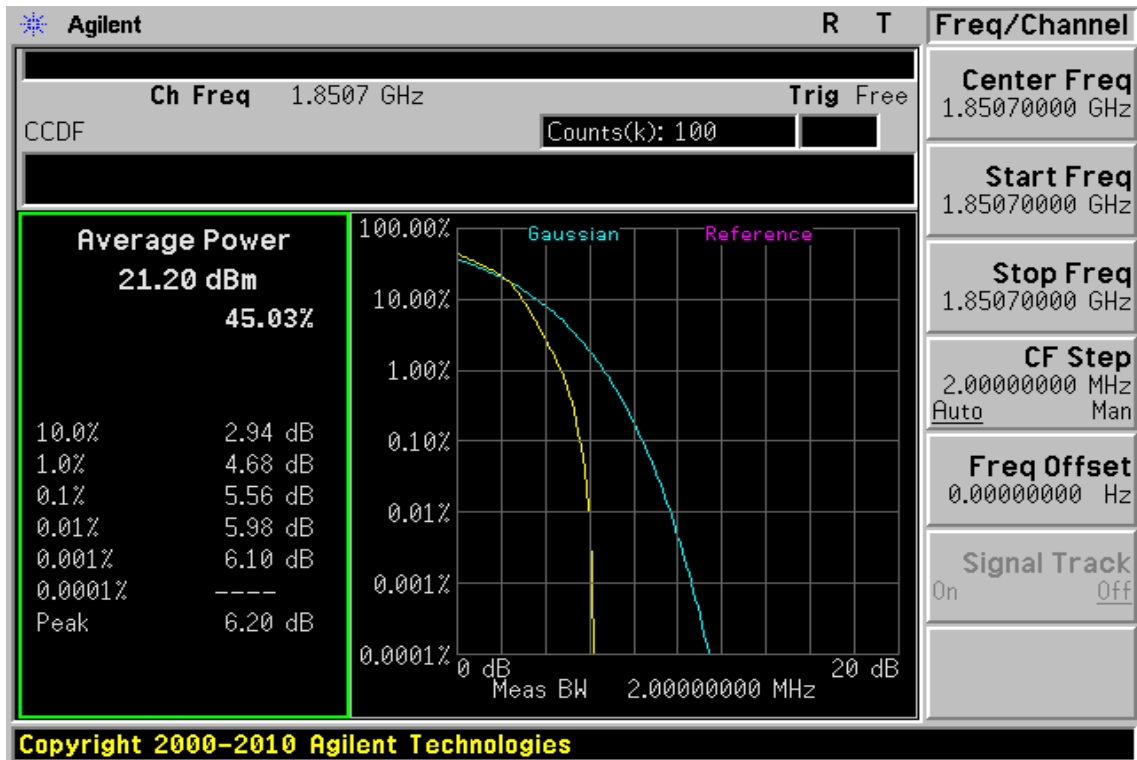 Agilent R T Freq/Channel
Ch Freq 1.8507 GHz Trig Free
CCDF Counts(k): 100
Center Freq
1.85070000 GHz
Start Freq
1.85070000 GHz
Stop Freq
1.85070000 GHz
CF Step
2.00000000 MHz
Auto Man
Freq Offset
0.00000000 Hz
Signal Track
On Off
Average Power
21.20 dBm
45.03%
10.0% 2.94 dB
1.0% 4.68 dB
0.1% 5.56 dB
0.01% 5.98 dB
0.001% 6.10 dB
0.0001% ----
Peak 6.20 dB
Gaussian Reference
100.00%
10.00%
1.00%
0.10%
0.01%
0.001%
0.0001%
0 dB 20 dB
Meas BW 2.00000000 MHz
Copyright 2000-2010 Agilent Technologies